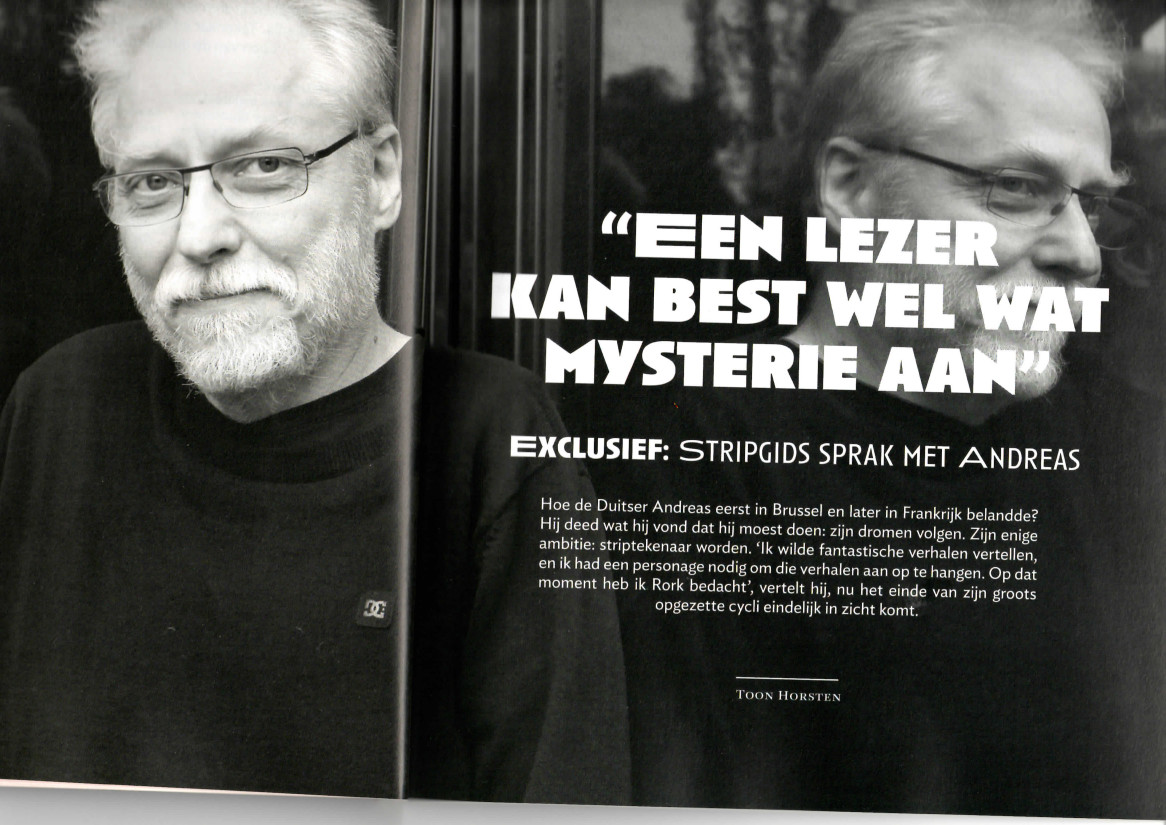 “EEN LEZER
KAN BEST WEL WAT
MYSTERIE AAN”
EXCLUSIEF: STRIPGIDS SPRAK MET ANDREAS
Hoe de Duitser Andreas eerst in Brussel en later in Frankrijk belandde?
Hij deed wat hij vond dat hij moest doen: zijn dromen volgen. Zijn enige
ambitie: striptekenaar worden. ‘Ik wilde fantastische verhalen vertellen,
en ik had een personage nodig om die verhalen aan op te hangen. Op dat
moment heb ik Rork bedacht’, vertelt hij, nu het einde van zijn groots
opgezette cycli eindelijk in zicht komt.
TOON HORSTEN